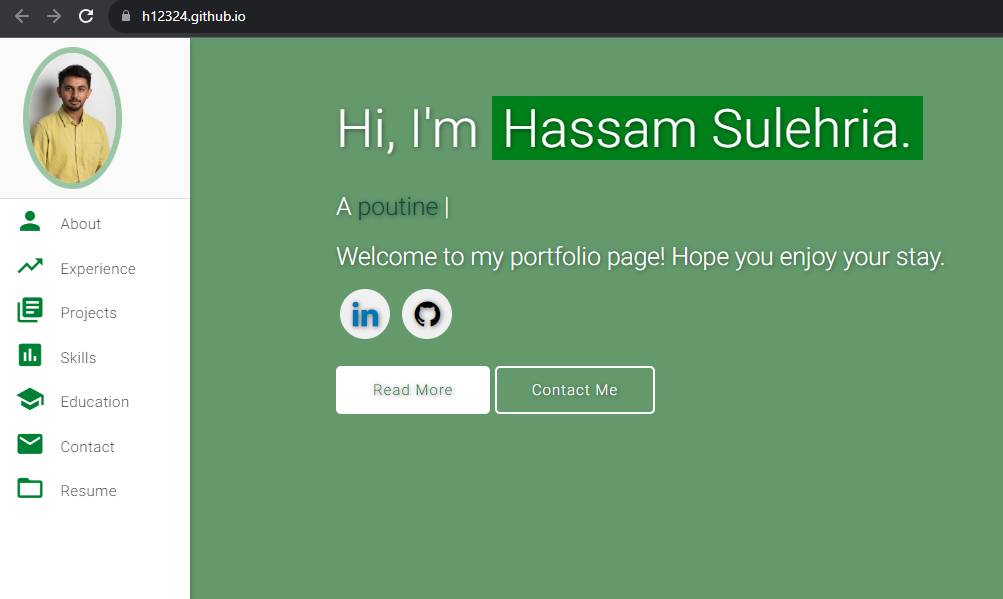 h12324.github.io
About
Experience
Projects
Skills
Education
Contact
Resume
Hi, I'm Hassam Sulehria.
A poutine |
Welcome to my portfolio page! Hope you enjoy your stay.
in
Read More Contact Me